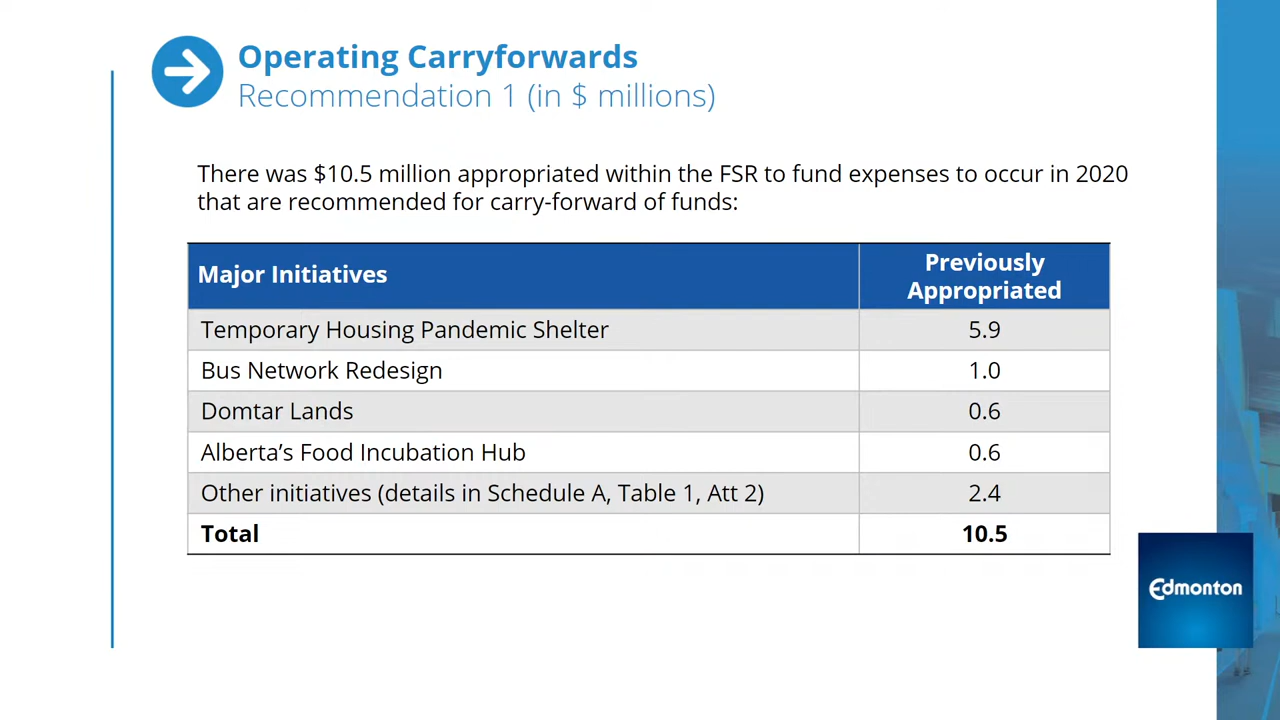 Operating Carryforwards
Recommendation 1 (in $ millions)
There was $10.5 million appropriated within the FSR to fund expenses to occur in 2020
that are recommended for carry-forward of funds:
Major Initiatives Previously Appropriated
Temporary Housing Pandemic Shelter 5.9
Bus Network Redesign 1.0
Domtar Lands 0.6
Alberta’s Food Incubation Hub 0.6
Other initiatives (details in Schedule A, Table 1, Att 2) 2.4
Total 10.5
Edmonton